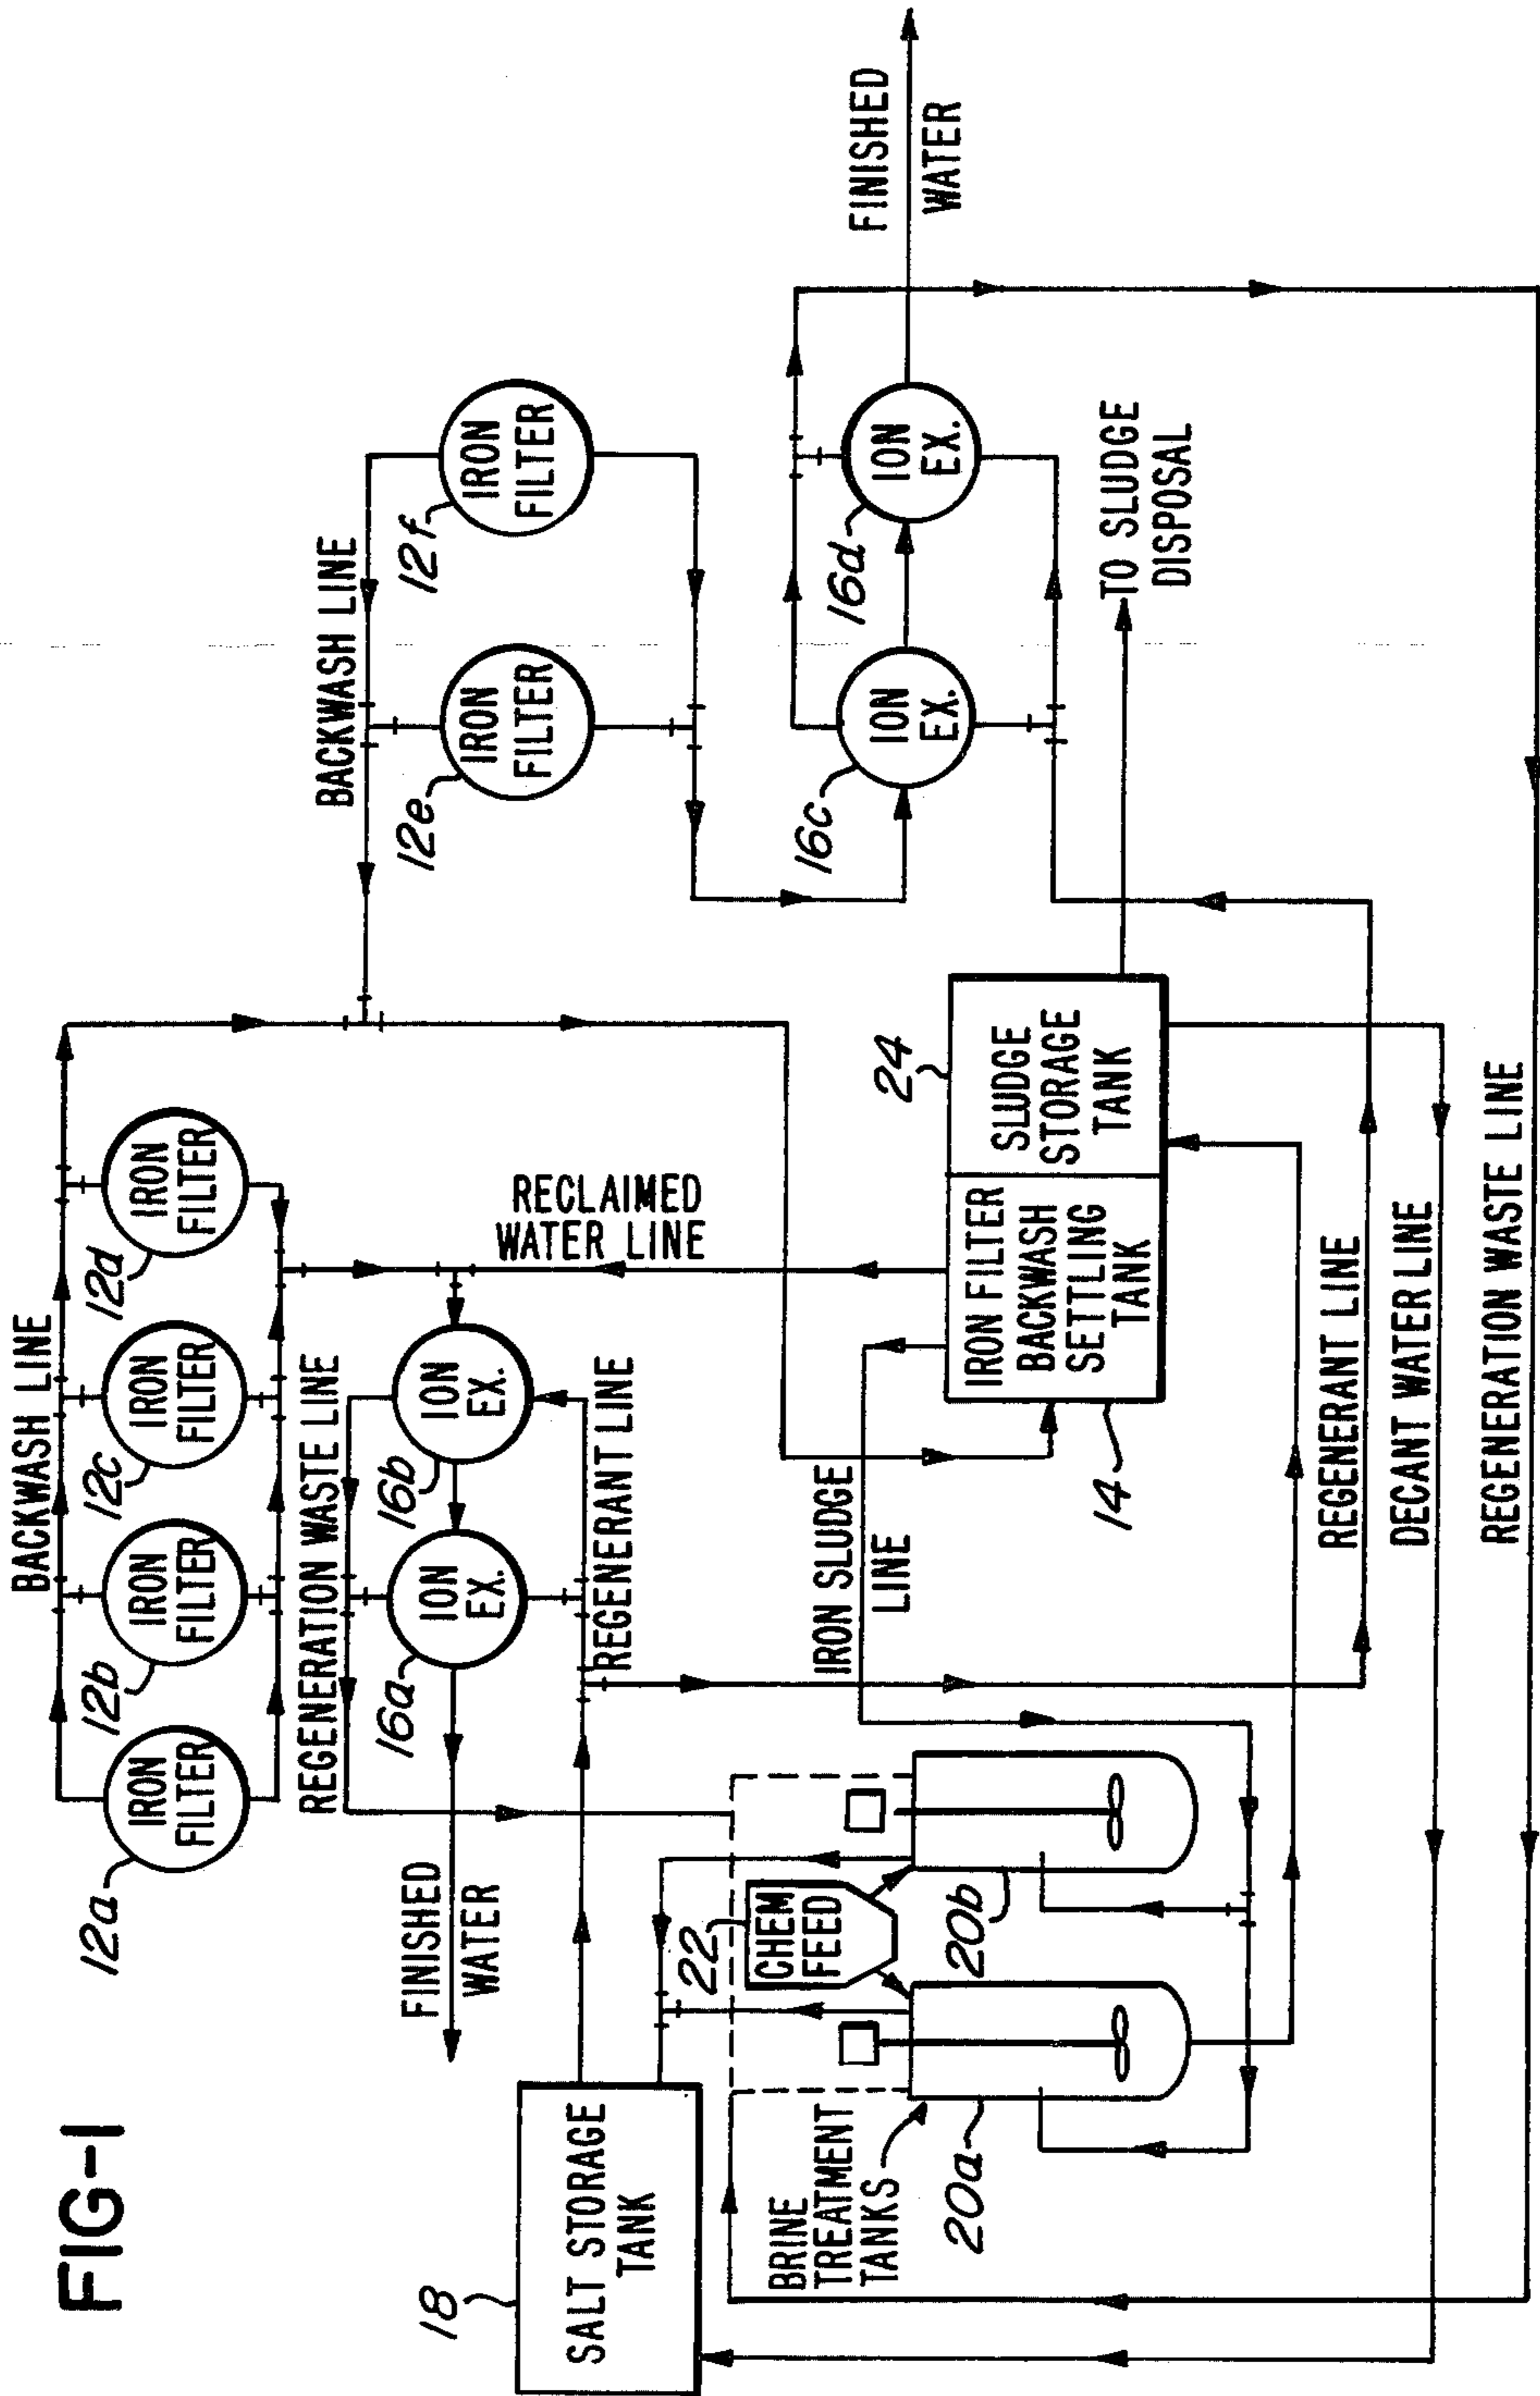 FIG-1
BACKWASH LINE
IRON
FILTER
12a
IRON
FILTER
12b
IRON
FILTER
12c
IRON
FILTER
12d
BACKWASH LINE
IRON
FILTER
12e
IRON
FILTER
12f
REGENERATION WASTE LINE
ION
EX.
16a
ION
EX.
16b
REGENERANT LINE
RECLAIMED
WATER LINE
FINISHED
WATER
18
SALT STORAGE
TANK
22
CHEM
FEED
BRINE
TREATMENT
TANKS
20a
20b
IRON SLUDGE
LINE
14
IRON FILTER
BACKWASH
SETTLING
TANK
24
SLUDGE
STORAGE
TANK
TO SLUDGE
DISPOSAL
16c
ION
EX.
16d
ION
EX.
FINISHED
WATER
REGENERANT LINE
DECANT WATER LINE
REGENERATION WASTE LINE